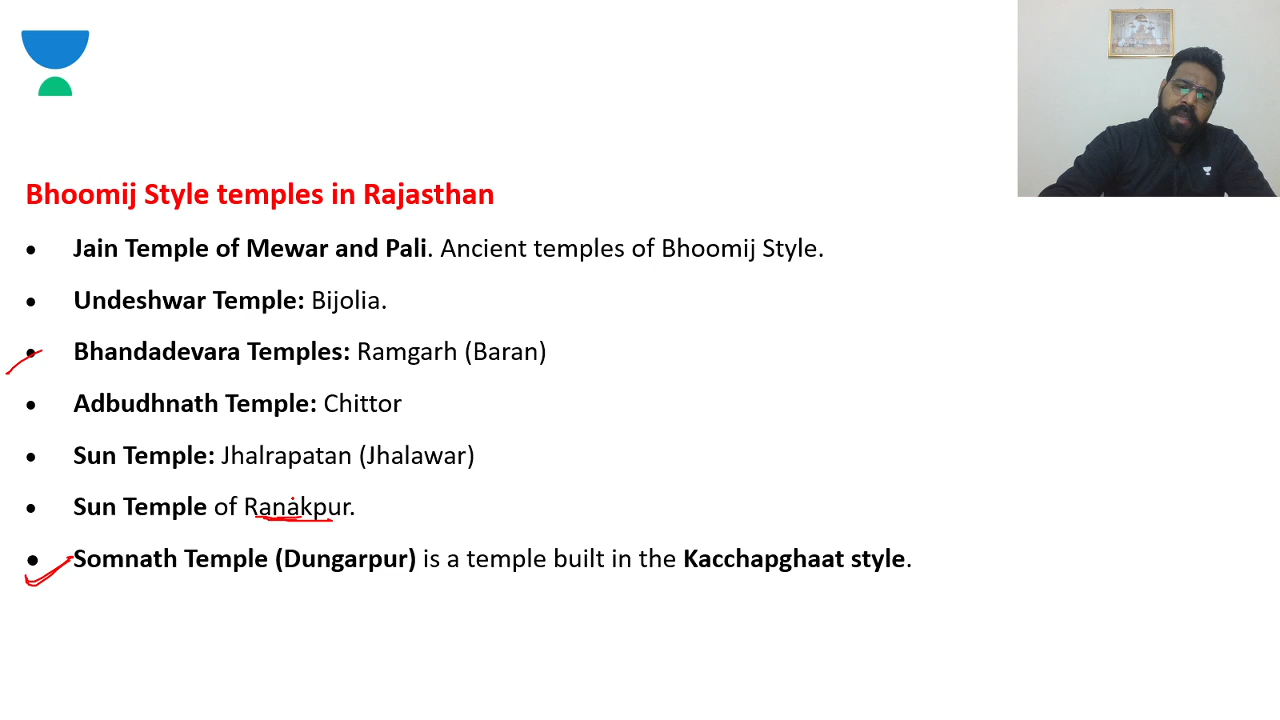 Bhoomij Style temples in Rajasthan
• Jain Temple of Mewar and Pali. Ancient temples of Bhoomij Style.
• Undeshwar Temple: Bijolia.
• Bhandadevara Temples: Ramgarh (Baran)
• Adbudhnath Temple: Chittor
• Sun Temple: Jhalrapatan (Jhalawar)
• Sun Temple of Ranakpur.
• Somnath Temple (Dungarpur) is a temple built in the Kacchapghaat style.